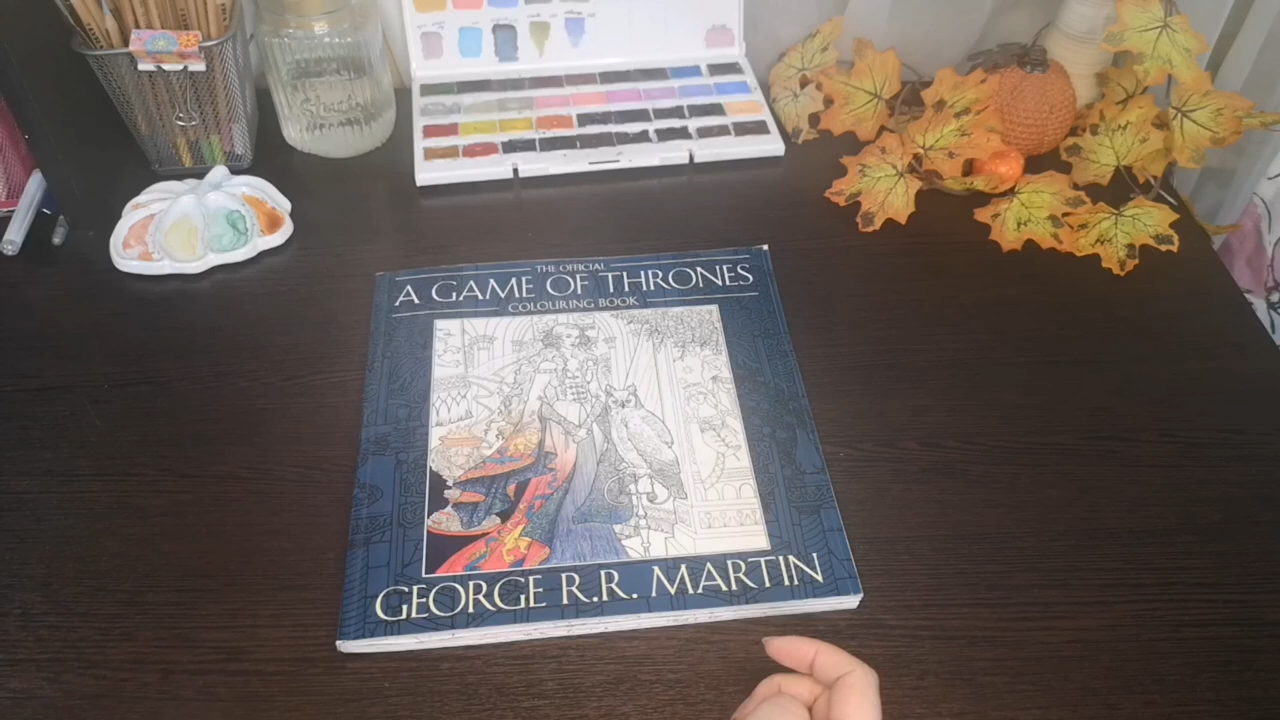 THE OFFICIAL
A GAME OF THRONES
COLOURING BOOK
GEORGE R.R. MARTIN